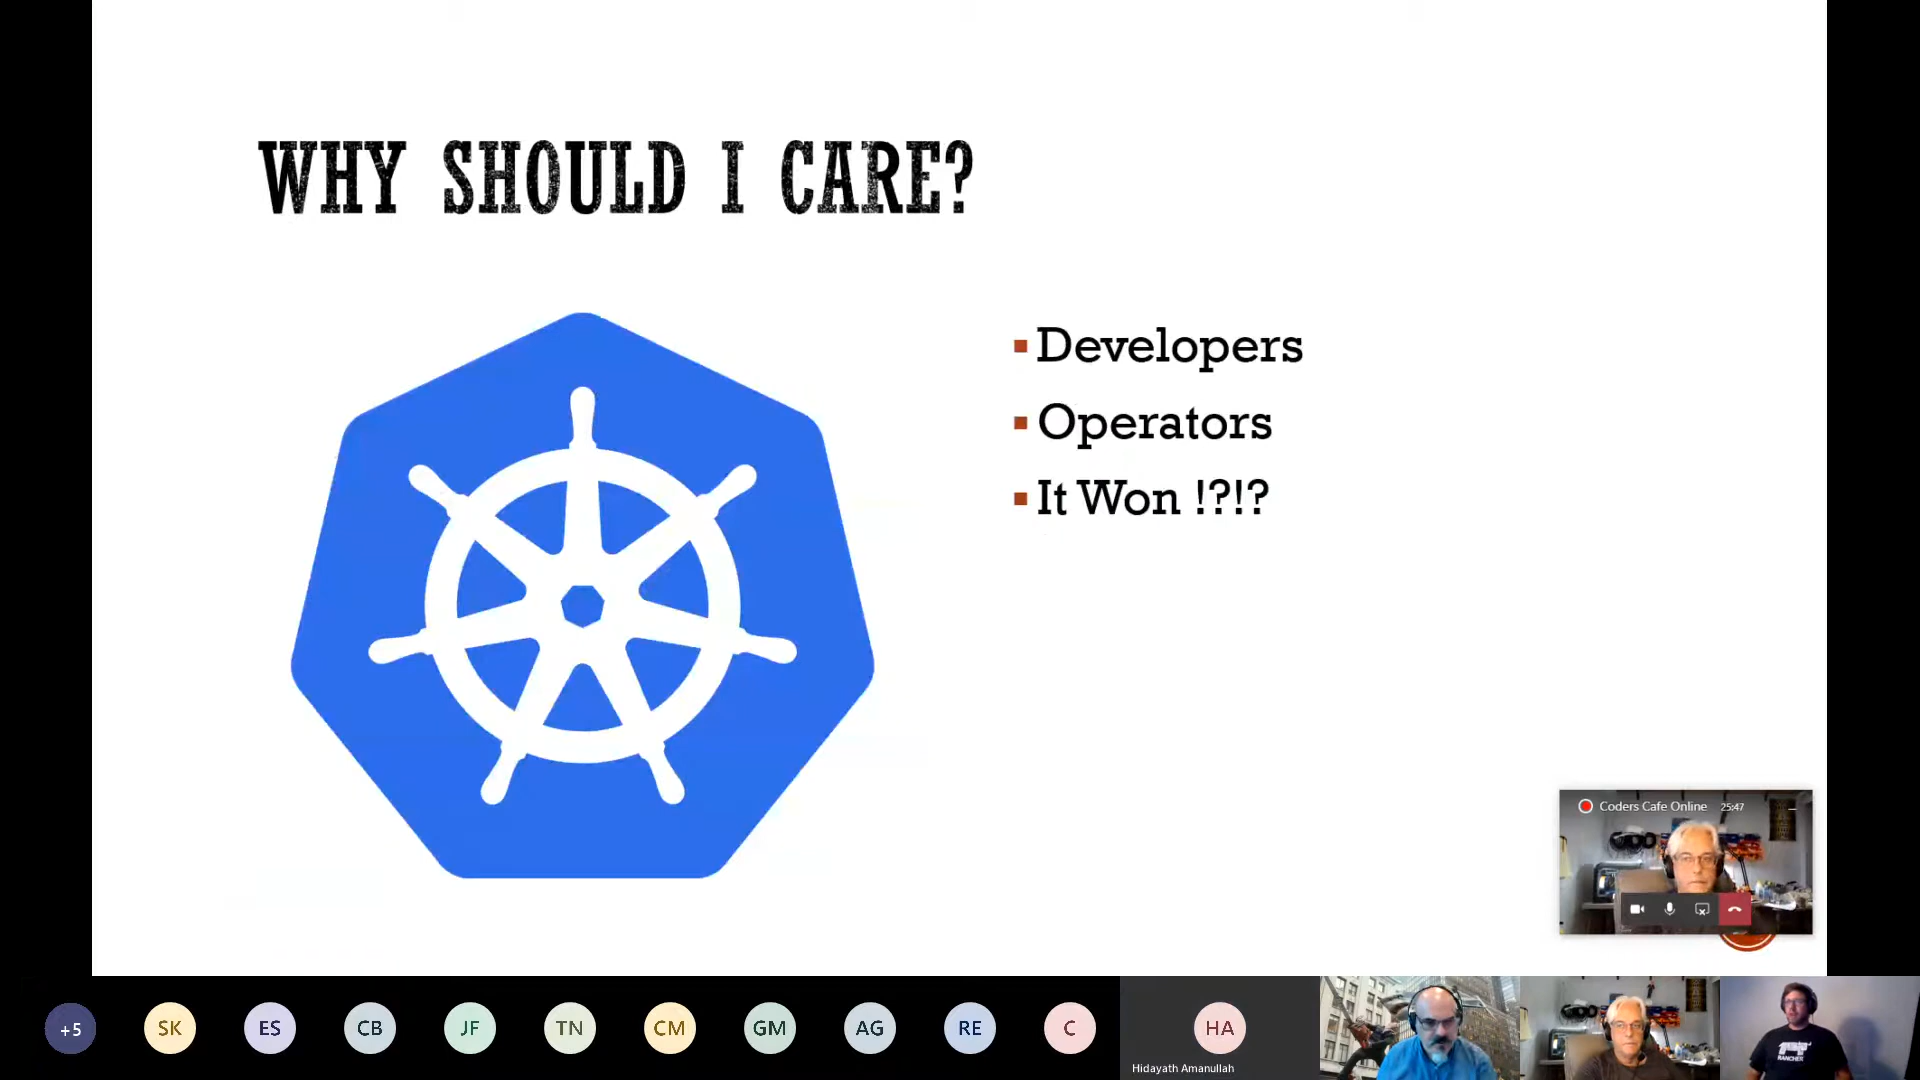 WHY SHOULD I CARE?
Developers
Operators
It Won !?!?
Coders Cafe Online 25:47
+5
SK
ES
CB
JF
TN
CM
GM
AG
RE
C
HA
Hidayath Amanullah
RANCHER